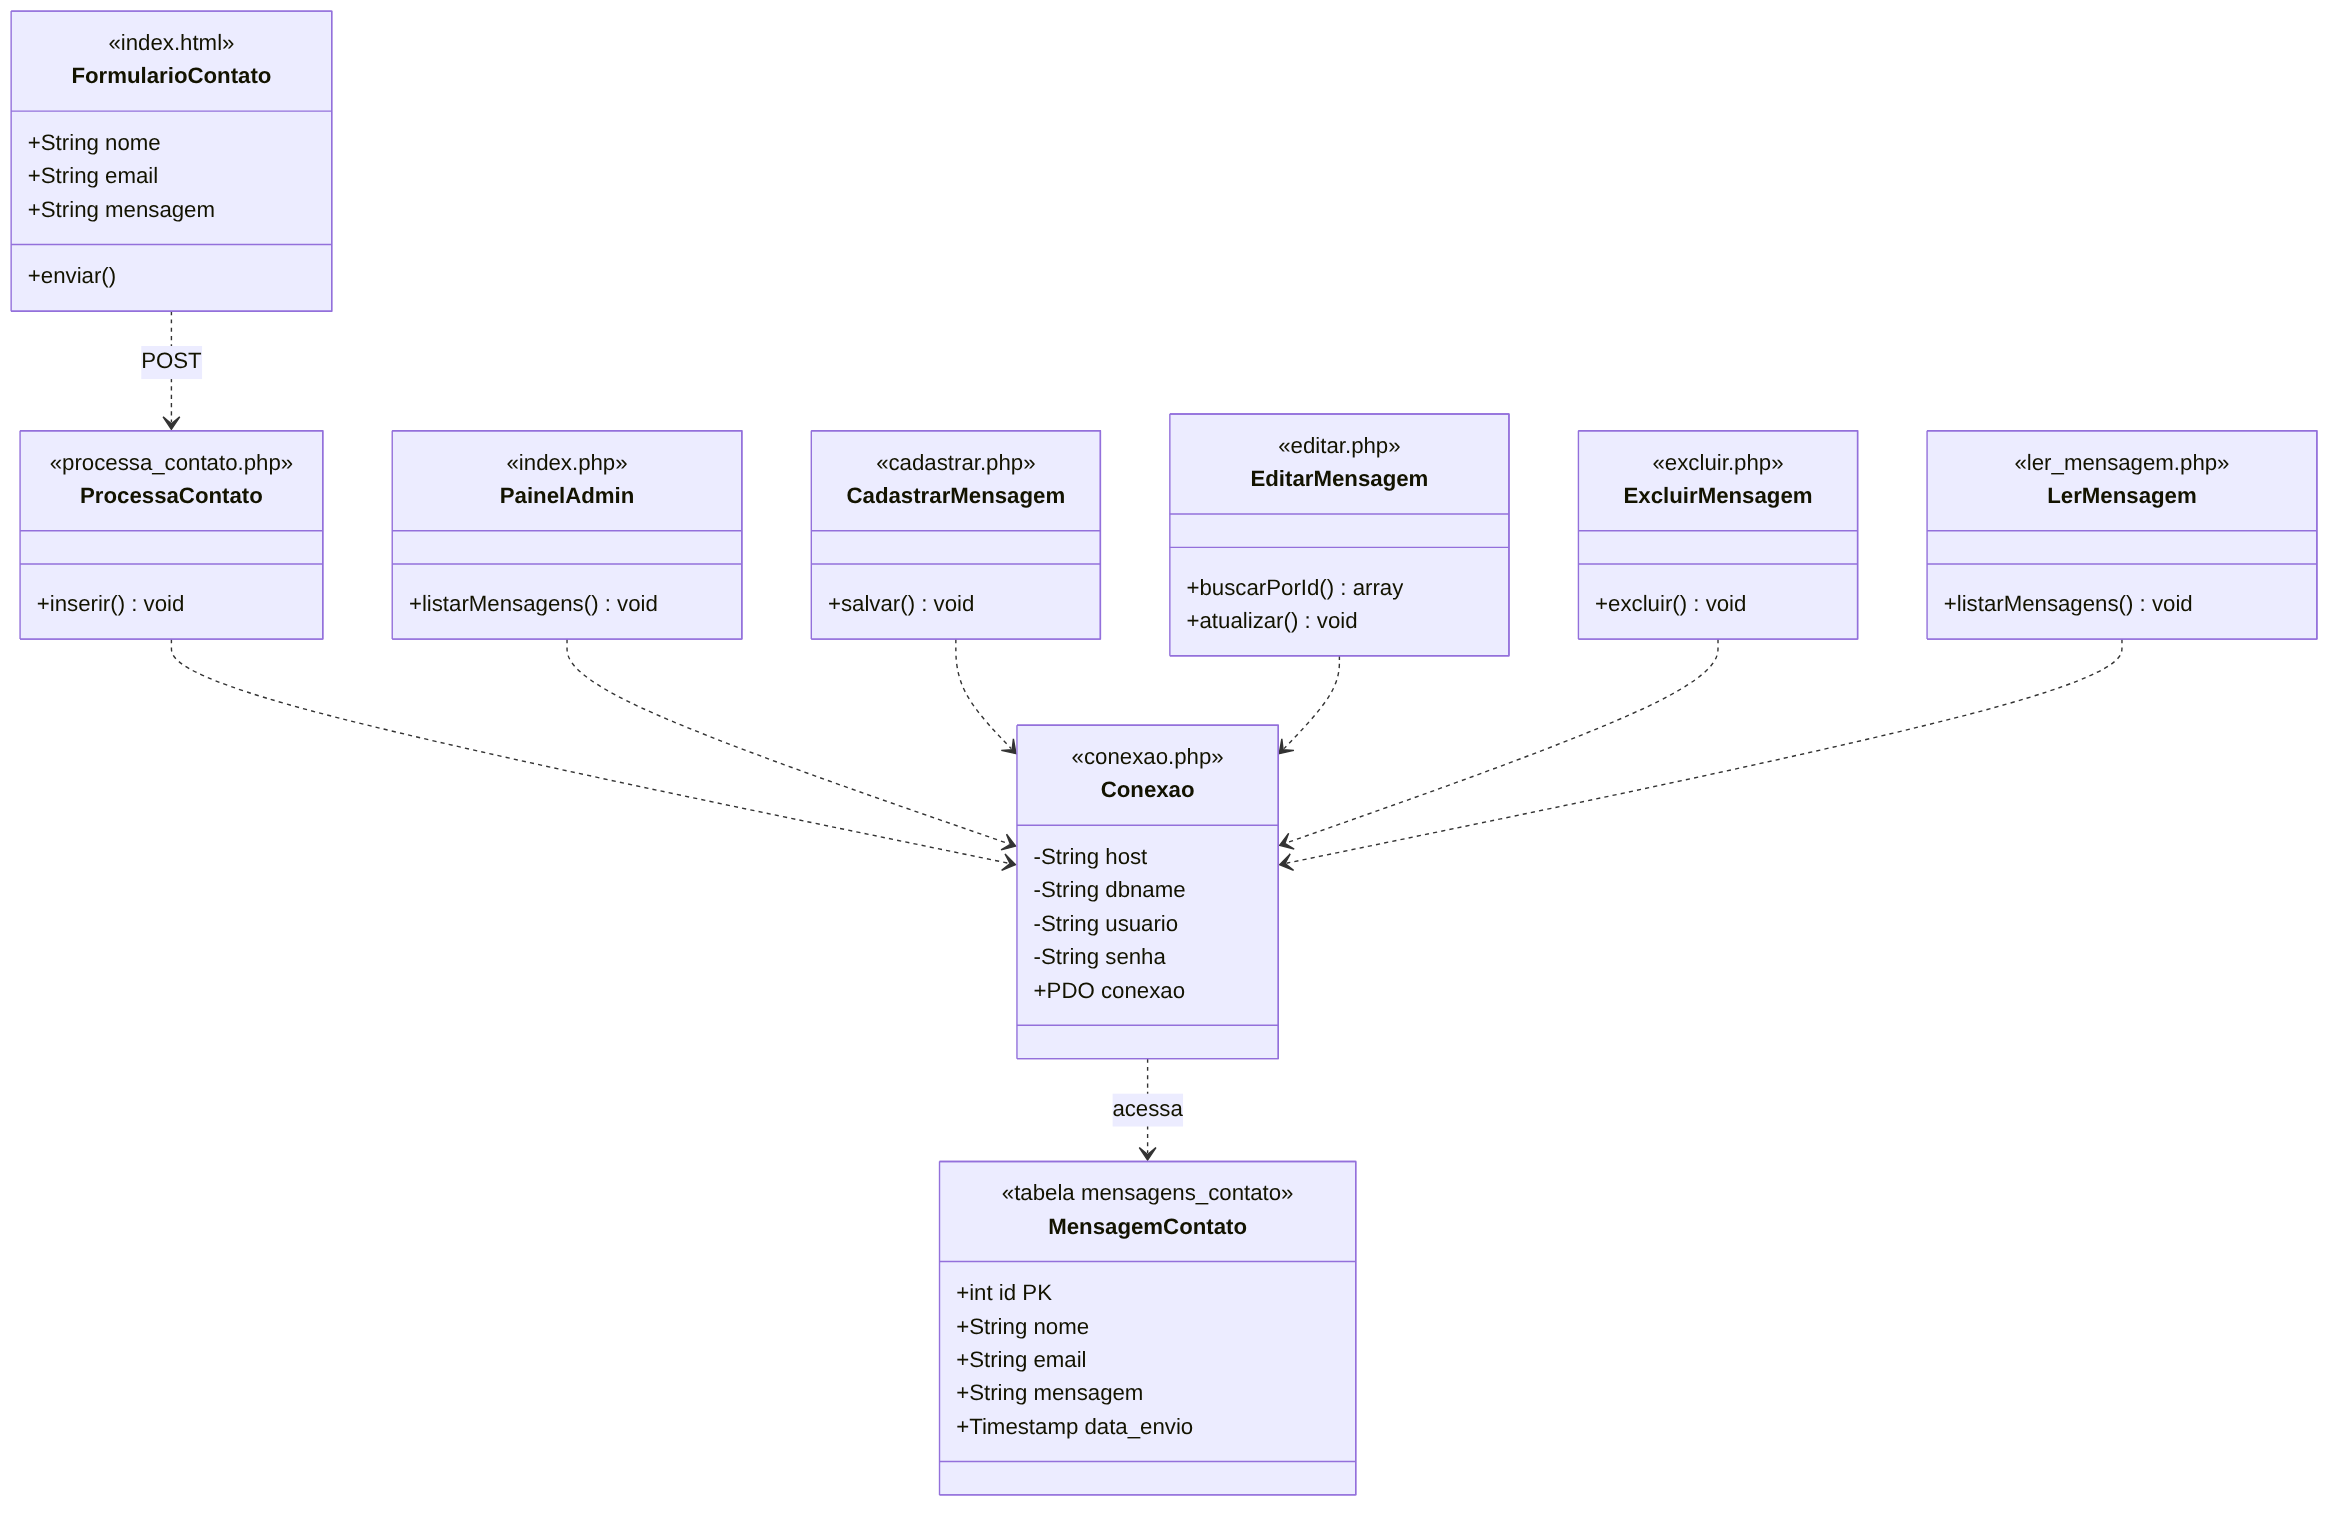 «index.html»
FormularioContato
+String nome
+String email
+String mensagem
+enviar()
POST
«processa_contato.php»
ProcessaContato
+inserir() : void
«index.php»
PainelAdmin
+listarMensagens() : void
«cadastrar.php»
CadastrarMensagem
+salvar() : void
«editar.php»
EditarMensagem
+buscarPorId() : array
+atualizar() : void
«excluir.php»
ExcluirMensagem
+excluir() : void
«ler_mensagem.php»
LerMensagem
+listarMensagens() : void
«conexao.php»
Conexao
-String host
-String dbname
-String usuario
-String senha
+PDO conexao
acessa
«tabela mensagens_contato»
MensagemContato
+int id PK
+String nome
+String email
+String mensagem
+Timestamp data_envio